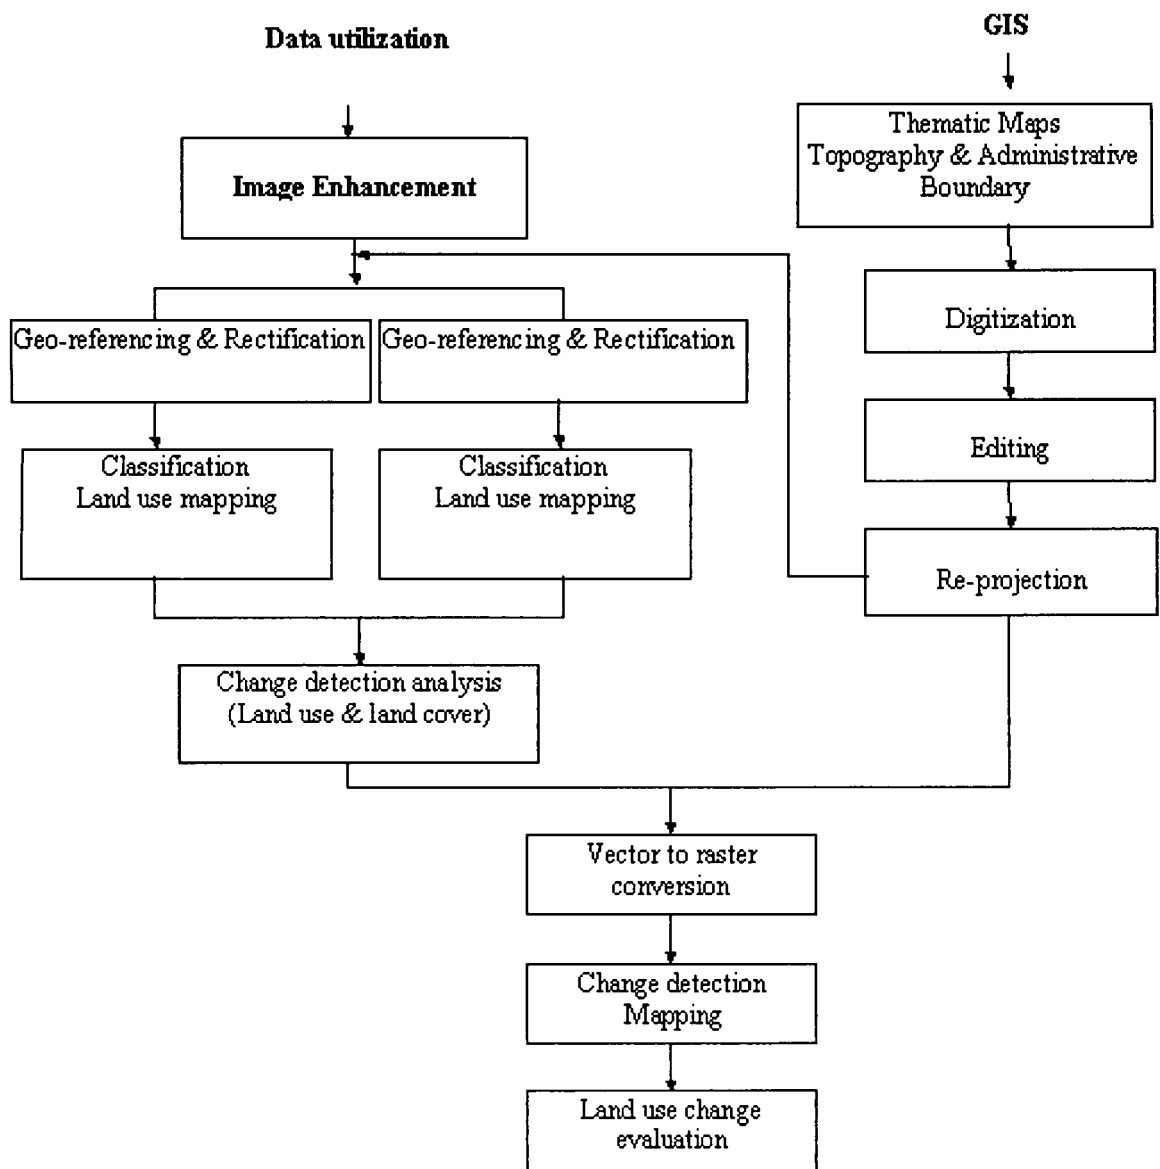 Data utilization
GIS
Image Enhancement
Thematic Maps
Topography & Administrative
Boundary
Geo-referencing & Rectification
Geo-referencing & Rectification
Digitization
Classification
Land use mapping
Classification
Land use mapping
Editing
Re-projection
Change detection analysis
(Land use & land cover)
Vector to raster
conversion
Change detection
Mapping
Land use change
evaluation